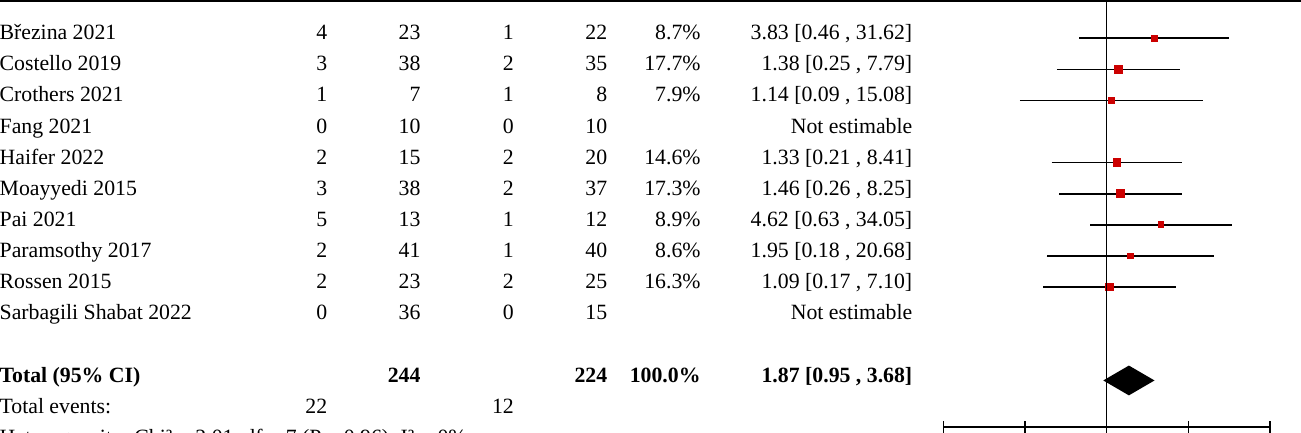 Březina 2021 4 23 1 22 8.7% 3.83 [0.46 , 31.62]
Costello 2019 3 38 2 35 17.7% 1.38 [0.25 , 7.79]
Crothers 2021 1 7 1 8 7.9% 1.14 [0.09 , 15.08]
Fang 2021 0 10 0 10 Not estimable
Haifer 2022 2 15 2 20 14.6% 1.33 [0.21 , 8.41]
Moayyedi 2015 3 38 2 37 17.3% 1.46 [0.26 , 8.25]
Pai 2021 5 13 1 12 8.9% 4.62 [0.63 , 34.05]
Paramsothy 2017 2 41 1 40 8.6% 1.95 [0.18 , 20.68]
Rossen 2015 2 23 2 25 16.3% 1.09 [0.17 , 7.10]
Sarbagili Shabat 2022 0 36 0 15 Not estimable
Total (95% CI) 244 224 100.0% 1.87 [0.95 , 3.68]
Total events: 22 12